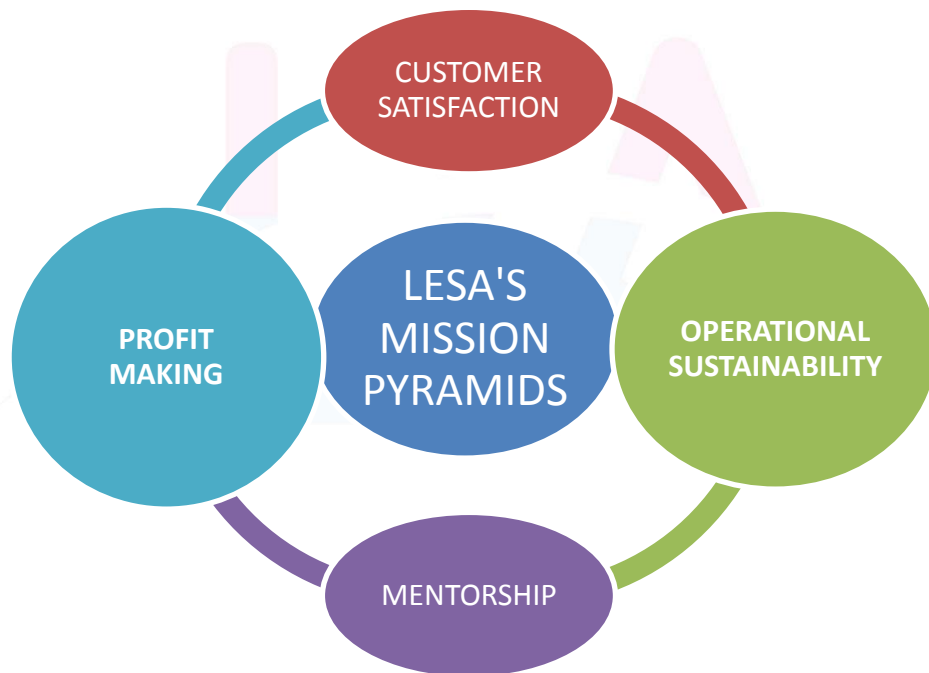 CUSTOMER
SATISFACTION
LESA'S
MISSION
PYRAMIDS
PROFIT
MAKING
OPERATIONAL
SUSTAINABILITY
MENTORSHIP